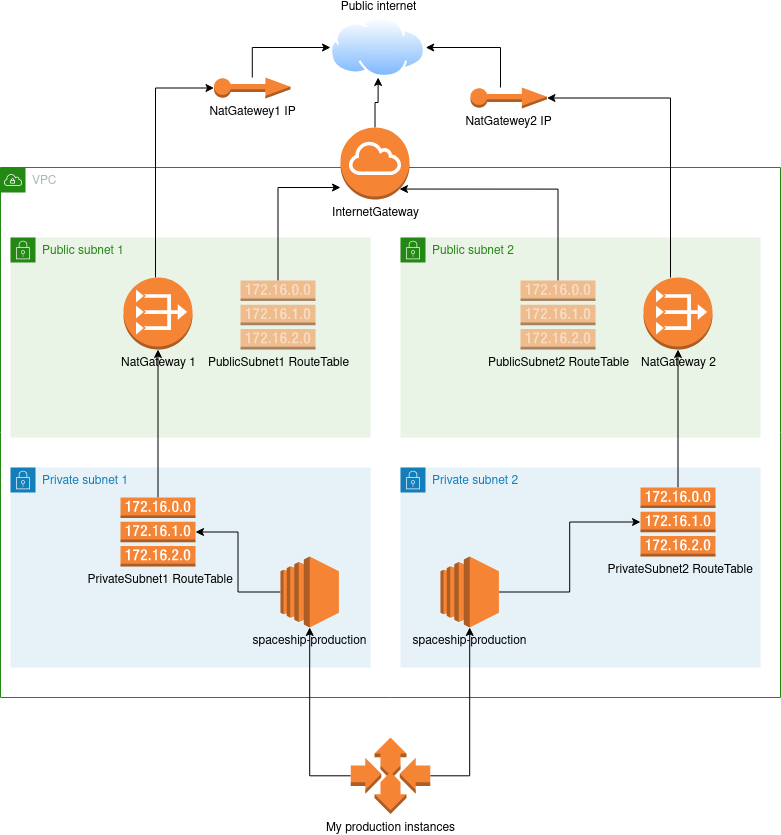 Public internet
NatGatewey1 IP
NatGatewey2 IP
VPC
InternetGateway
Public subnet 1
Public subnet 2
172.16.0.0
172.16.1.0
172.16.2.0
172.16.0.0
172.16.1.0
172.16.2.0
NatGateway 1
PublicSubnet1 RouteTable
PublicSubnet2 RouteTable
NatGateway 2
Private subnet 1
Private subnet 2
172.16.0.0
172.16.1.0
172.16.2.0
172.16.0.0
172.16.1.0
172.16.2.0
PrivateSubnet1 RouteTable
PrivateSubnet2 RouteTable
spaceship-production
spaceship-production
My production instances